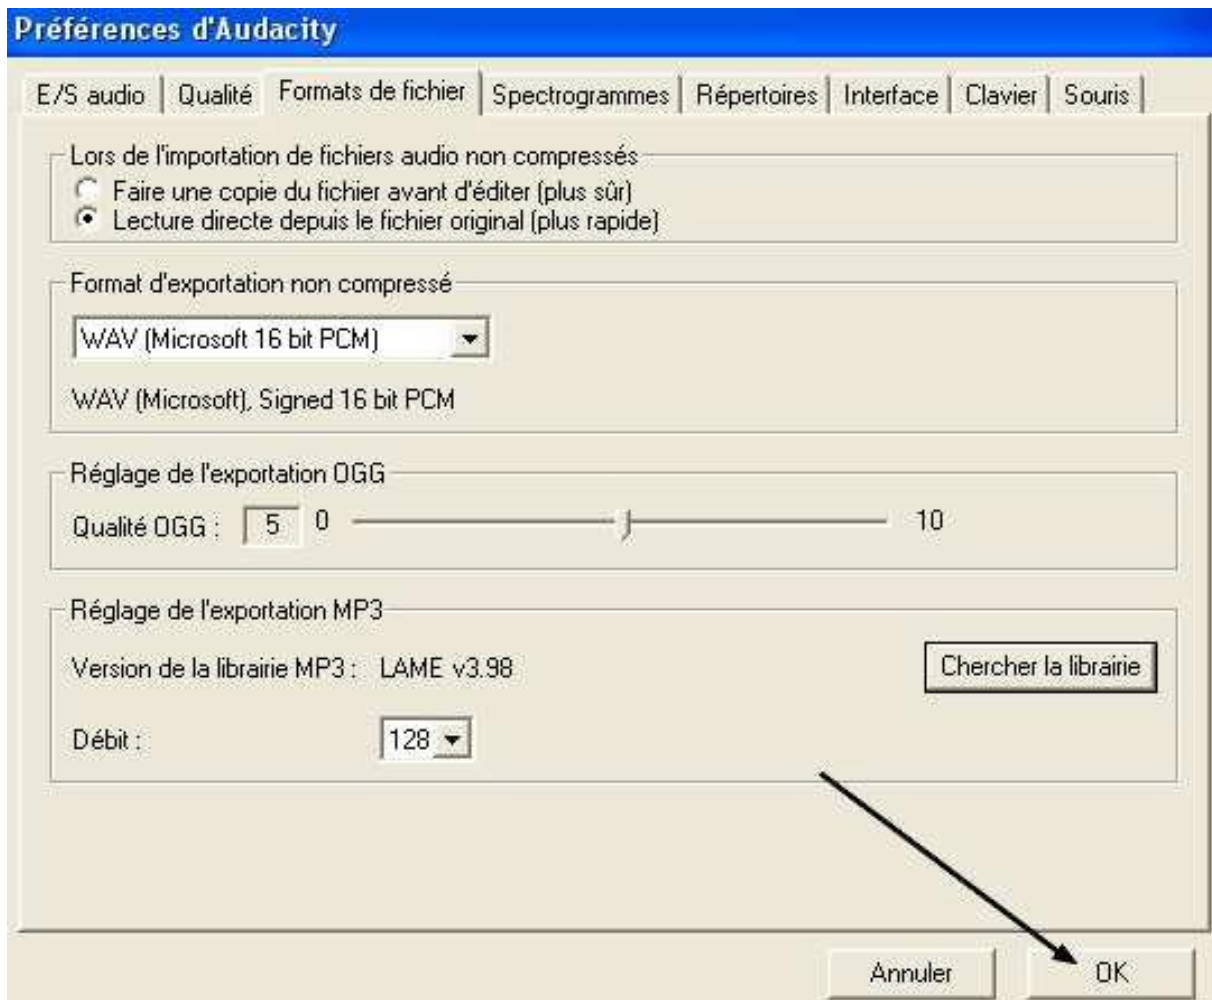 Préférences d'Audacity
E/S audio Qualité Formats de fichier Spectrogrammes Répertoires Interface Clavier Souris
Lors de l'importation de fichiers audio non compressés
Faire une copie du fichier avant d'éditer (plus sûr)
Lecture directe depuis le fichier original (plus rapide)
Format d'exportation non compressé
WAV (Microsoft 16 bit PCM)
WAV (Microsoft), Signed 16 bit PCM
Réglage de l'exportation OGG
Qualité OGG : 5 0 10
Réglage de l'exportation MP3
Version de la librairie MP3 : LAME v3.98 Chercher la librairie
Débit : 128
Annuler OK